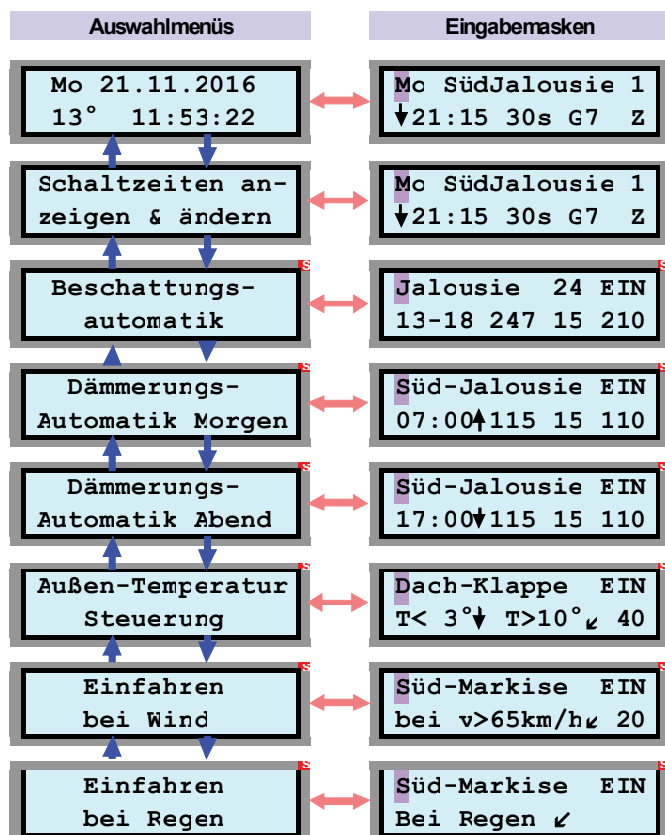 Auswahlmenüs Eingabemasken
Mo 21.11.2016
13° 11:53:22
Mo SüdJalousie 1
↓21:15 30s G7 Z
Schaltzeiten an-
zeigen & ändern
Mo SüdJalousie 1
↓21:15 30s G7 Z
S
Beschattungs-
automatik
Jalousie 24 EIN
13-18 247 15 210
S
S
Dämmerungs-
Automatik Morgen
Süd-Jalousie EIN
07:00↑115 15 110
S
S
Dämmerungs-
Automatik Abend
Süd-Jalousie EIN
17:00↓115 15 110
S
S
Außen-Temperatur
Steuerung
Dach-Klappe EIN
T< 3°↓ T>10°↙ 40
S
S
Einfahren
bei Wind
Süd-Markise EIN
bei v>65km/h↙ 20
S
S
Einfahren
bei Regen
Süd-Markise EIN
Bei Regen ↙
S